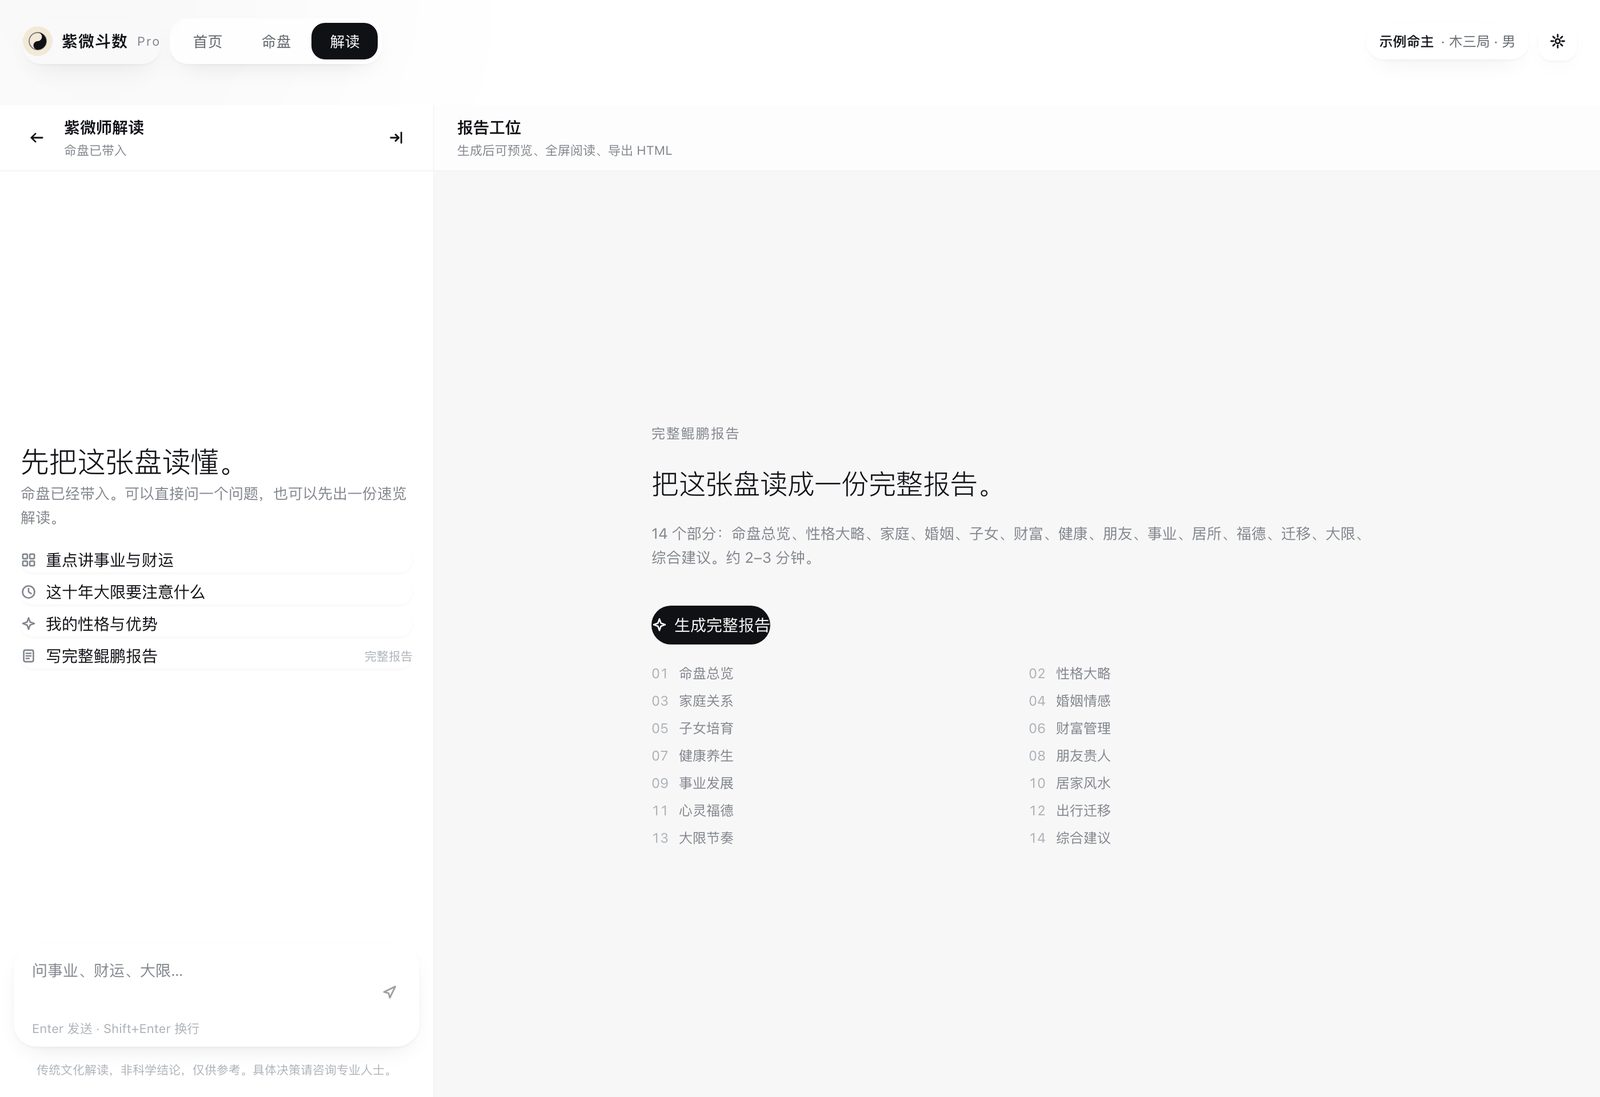 紫微斗数 Pro
首页
命盘
解读
示例命主 · 木三局 · 男
紫微师解读
命盘已带入
报告工位
生成后可预览、全屏阅读、导出 HTML
先把这张盘读懂。
命盘已经带入。可以直接问一个问题，也可以先出一份速览
解读。
重点讲事业与财运
这十年大限要注意什么
我的性格与优势
写完整鲲鹏报告 完整报告
问事业、财运、大限...
Enter 发送 · Shift+Enter 换行
传统文化解读，非科学结论，仅供参考。具体决策请咨询专业人士。
完整鲲鹏报告
把这张盘读成一份完整报告。
14 个部分：命盘总览、性格大略、家庭、婚姻、子女、财富、健康、朋友、事业、居所、福德、迁移、大限、
综合建议。约 2–3 分钟。
生成完整报告
01 命盘总览
02 性格大略
03 家庭关系
04 婚姻情感
05 子女培育
06 财富管理
07 健康养生
08 朋友贵人
09 事业发展
10 居家风水
11 心灵福德
12 出行迁移
13 大限节奏
14 综合建议